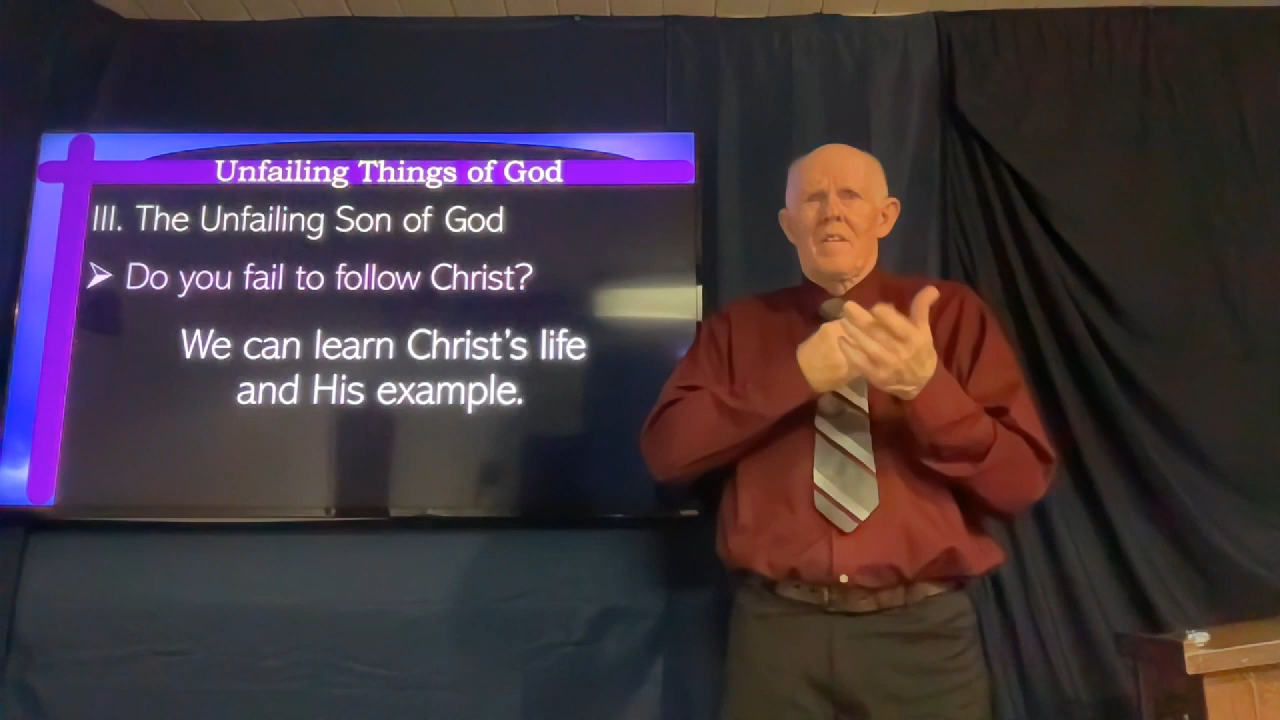 Unfailing Things of God
III. The Unfailing Son of God
➢ Do you fail to follow Christ?
We can learn Christ's life
and His example.